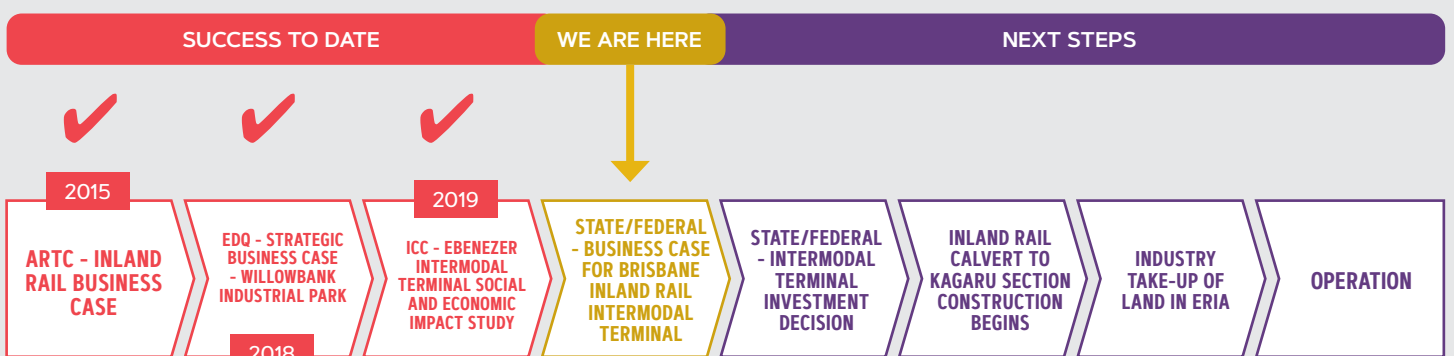 SUCCESS TO DATE
WE ARE HERE
NEXT STEPS
2015
ARTC - INLAND
RAIL BUSINESS
CASE
EDQ - STRATEGIC
BUSINESS CASE
- WILLOWBANK
INDUSTRIAL PARK
2018
2019
ICC - EBENEZER
INTERMODAL
TERMINAL SOCIAL
AND ECONOMIC
IMPACT STUDY
STATE/FEDERAL
- BUSINESS CASE
FOR BRISBANE
INLAND RAIL
INTERMODAL
TERMINAL
STATE/FEDERAL
- INTERMODAL
TERMINAL
INVESTMENT
DECISION
INLAND RAIL
CALVERT TO
KAGARU SECTION
CONSTRUCTION
BEGINS
INDUSTRY
TAKE-UP OF
LAND IN ERIA
OPERATION